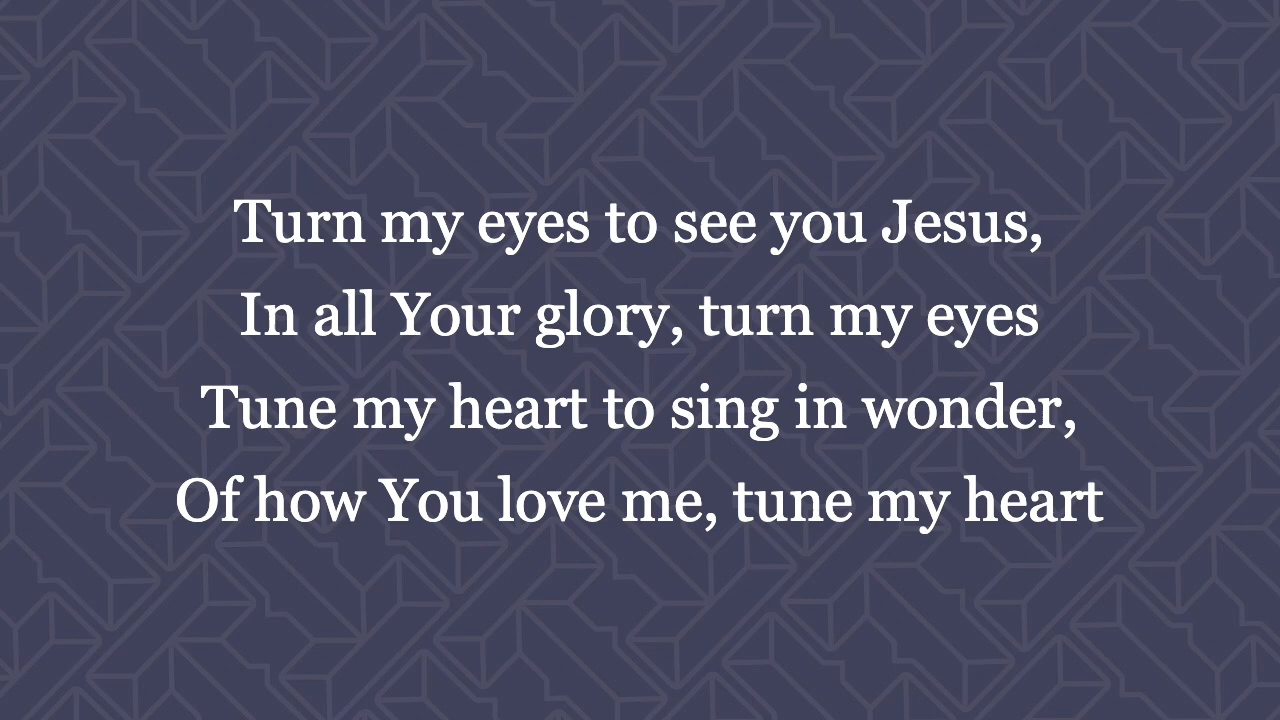 Turn my eyes to see you Jesus,
In all Your glory, turn my eyes
Tune my heart to sing in wonder,
Of how You love me, tune my heart